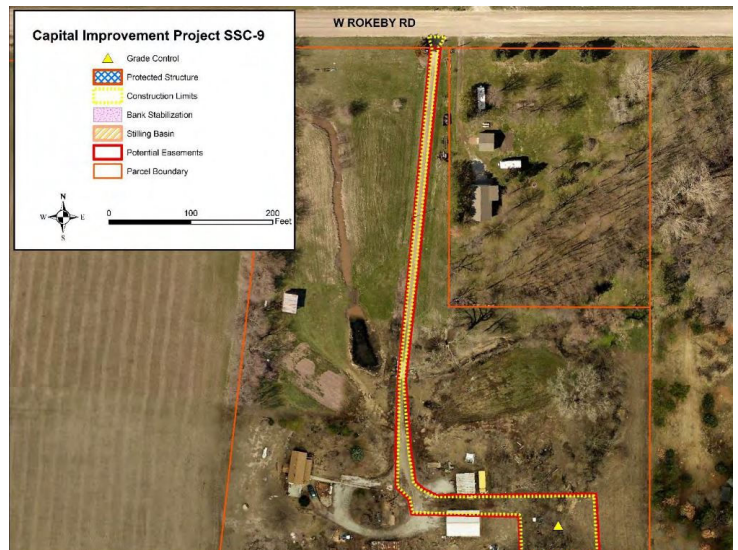 W ROKEBY RD
Capital Improvement Project SSC-9
Grade Control
Protected Structure
Construction Limits
Bank Stabilization
Stilling Basin
Potential Easements
Parcel Boundary
N
W E
S
0 100 200
Feet